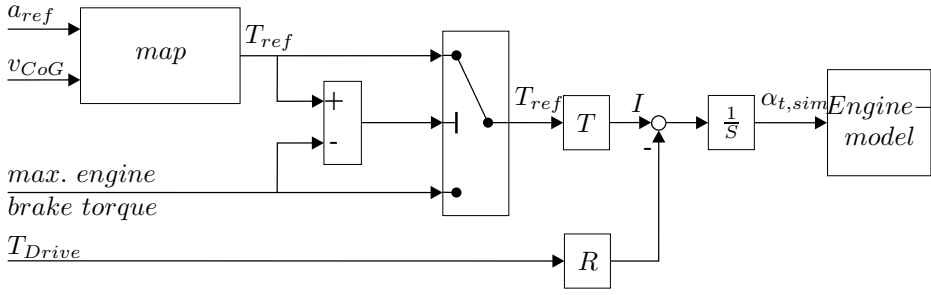 a_ref
map
T_ref
v_CoG
+
-
T_ref
T
I
-
1/S
α_t,sim
Engine–
model
max. engine
brake torque
T_Drive
R